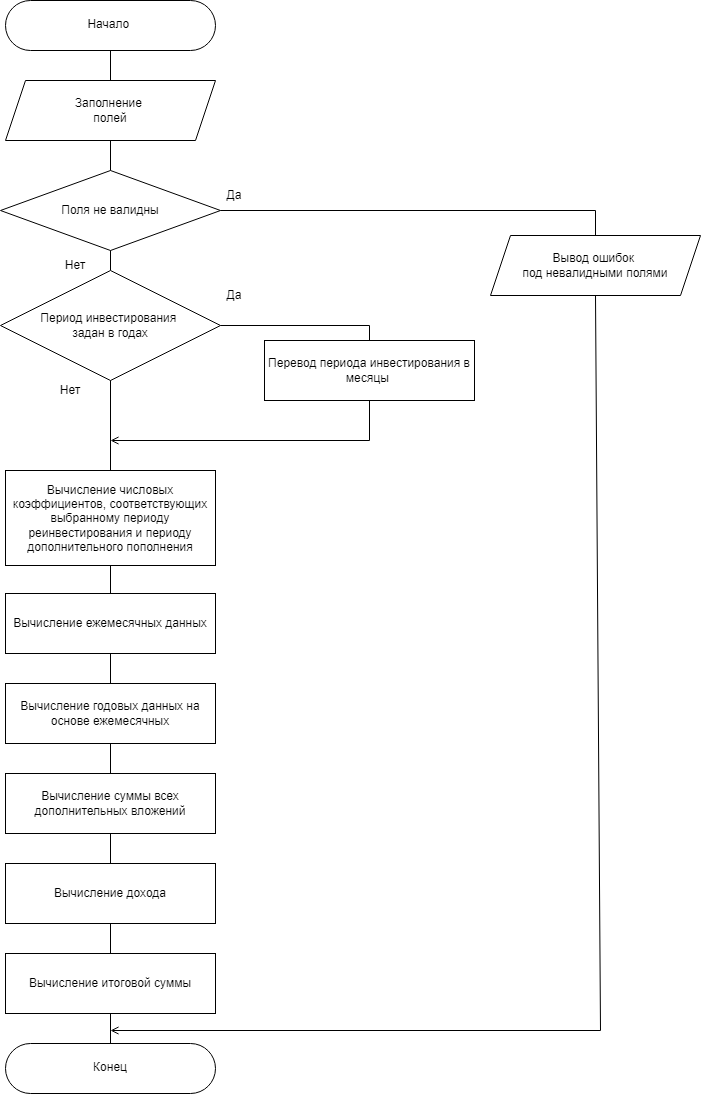 Начало
Заполнение
полей
Поля не валидны
Да
Вывод ошибок
под невалидными полями
Нет
Период инвестирования
задан в годах
Да
Перевод периода инвестирования в
месяцы
Нет
Вычисление числовых
коэффициентов, соответствующих
выбранному периоду
реинвестирования и периоду
дополнительного пополнения
Вычисление ежемесячных данных
Вычисление годовых данных на
основе ежемесячных
Вычисление суммы всех
дополнительных вложений
Вычисление дохода
Вычисление итоговой суммы
Конец